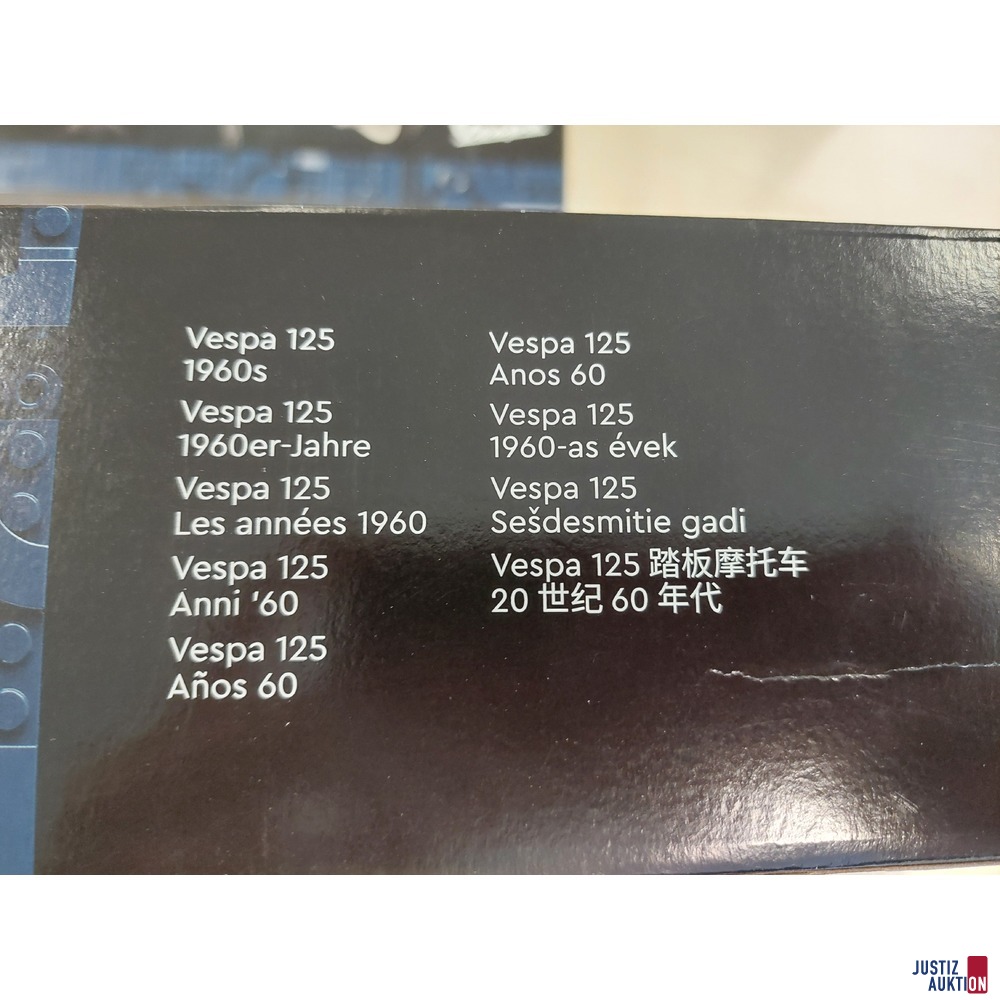 Vespa 125
1960s
Vespa 125
1960er-Jahre
Vespa 125
Les années 1960
Vespa 125
Anni '60
Vespa 125
Años 60
Vespa 125
Anos 60
Vespa 125
1960-as évek
Vespa 125
Sešdesmitie gadi
Vespa 125 踏板摩托车
20 世纪 60 年代
JUSTIZ
AUKTION